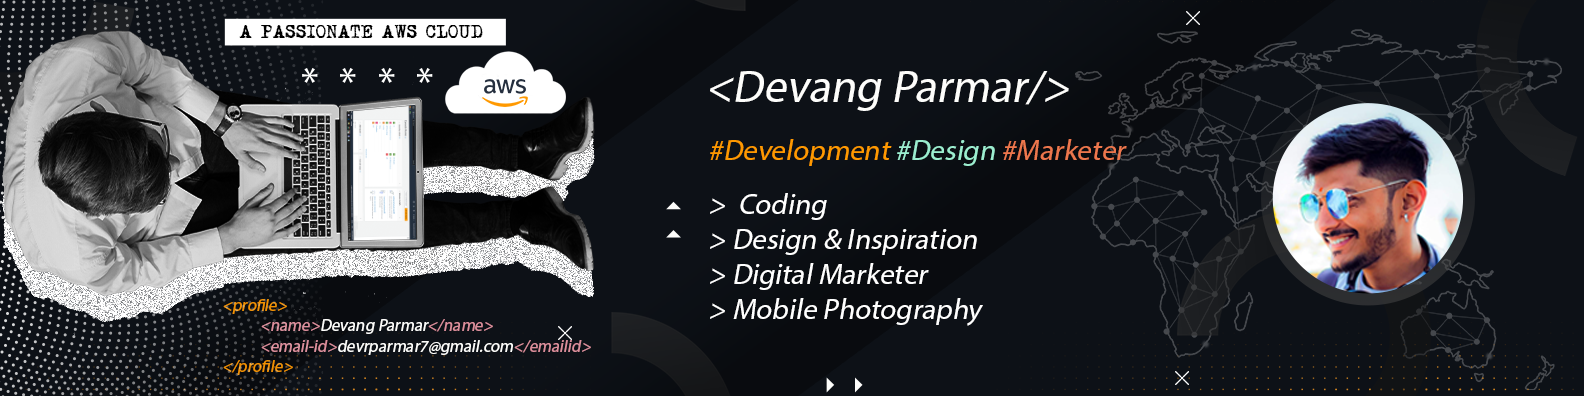 A PASSIONATE AWS CLOUD
* * * *
aws
<profile>
<name>Devang Parmar</name>
<email-id>devrparmar7@gmail.com</emailid>
</profile>
<Devang Parmar/>
#Development #Design #Marketer
> Coding
> Design & Inspiration
> Digital Marketer
> Mobile Photography